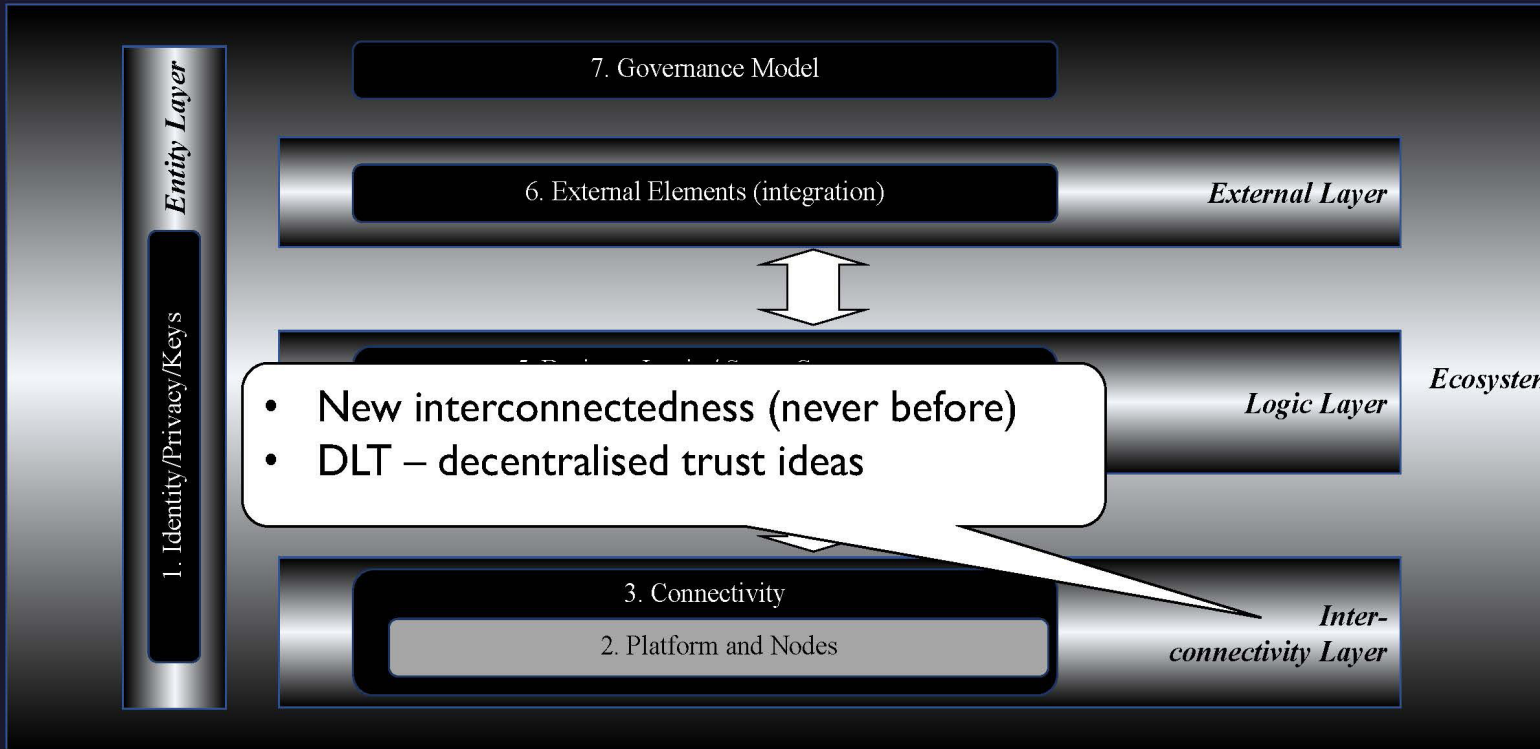 7. Governance Model
Entity Layer
6. External Elements (integration)
External Layer
1. Identity/Privacy/Keys
Logic Layer
• New interconnectedness (never before)
• DLT – decentralised trust ideas
3. Connectivity
2. Platform and Nodes
Inter-
connectivity Layer